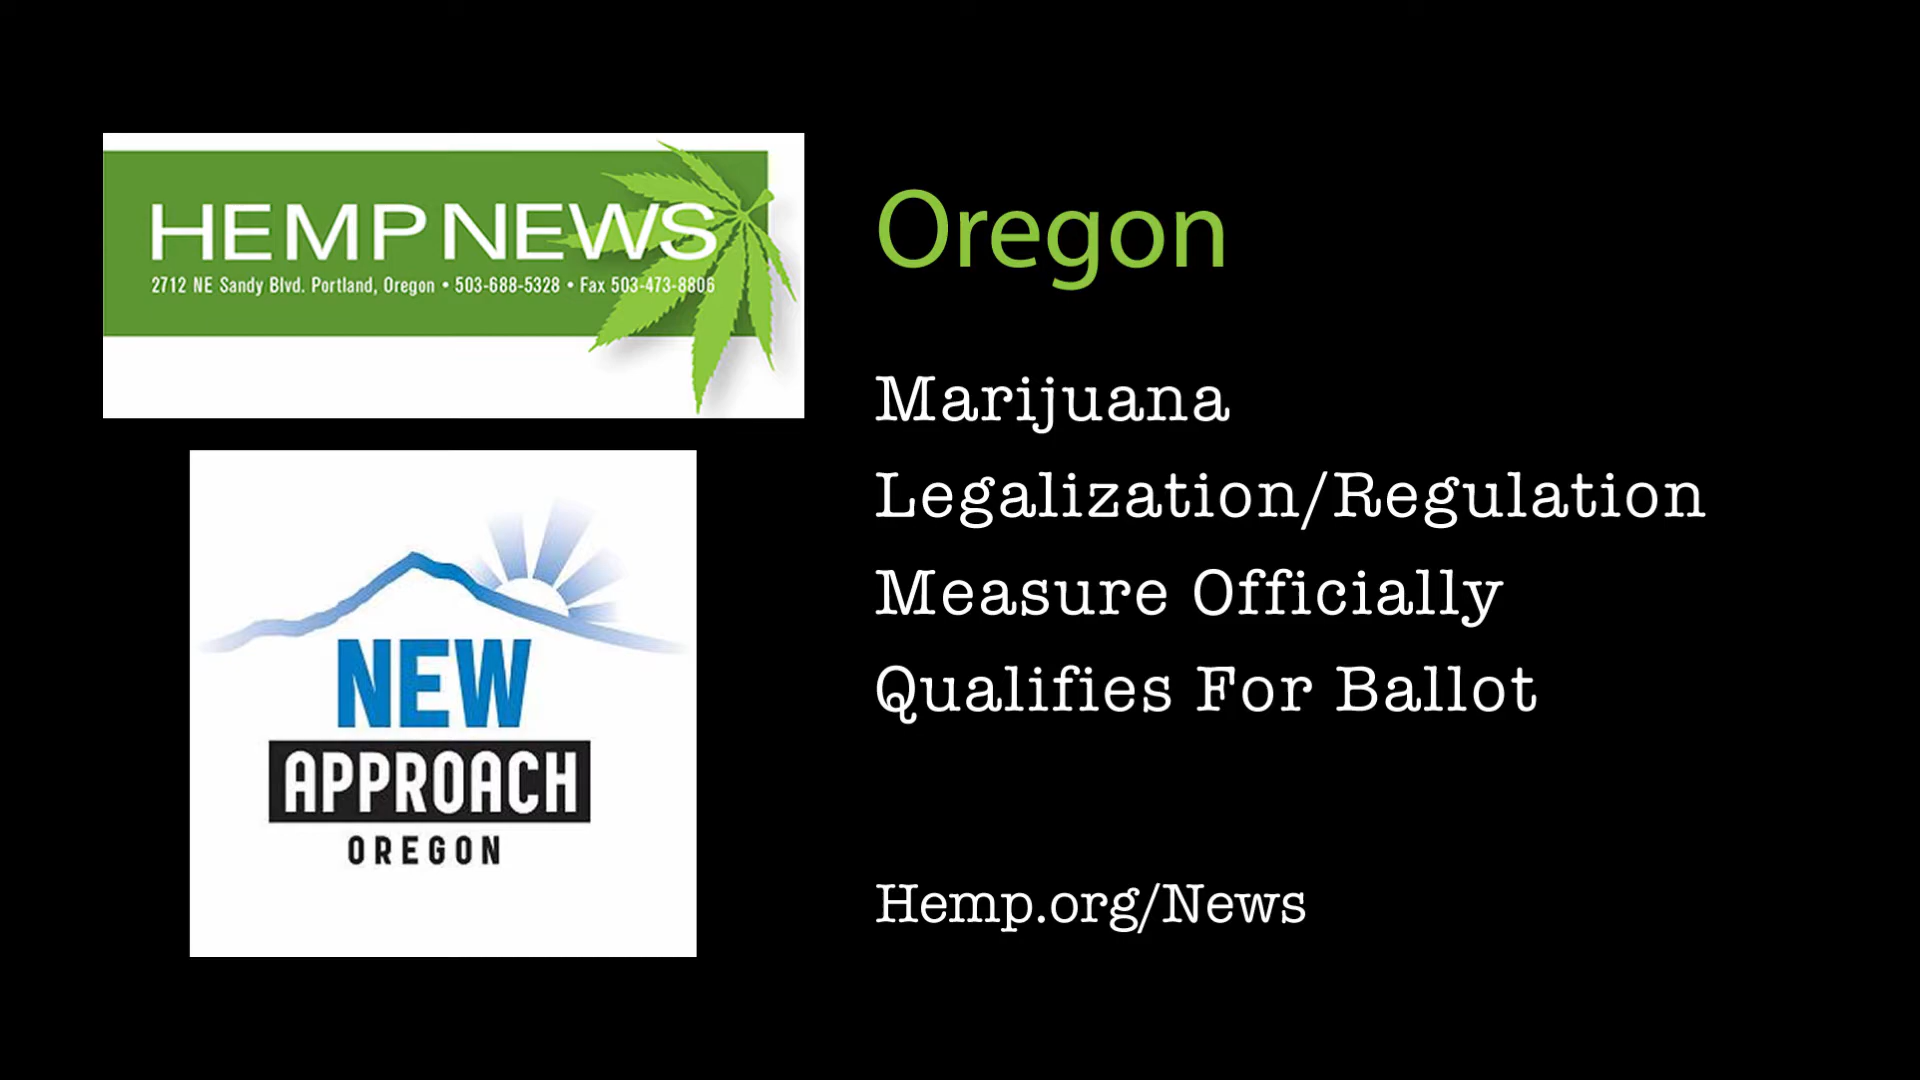 HEMP NEWS
2712 NE Sandy Blvd. Portland, Oregon • 503-688-5328 • Fax 503-473-8806
NEW
APPROACH
OREGON
Oregon
Marijuana
Legalization/Regulation
Measure Officially
Qualifies For Ballot
Hemp.org/News